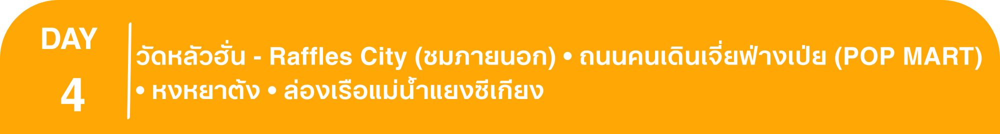 DAY
4
วัดหลัวฮั่น - Raffles City (ชมภายนอก) • ถนนคนเดินเจี่ยฟ่างเป่ย (POP MART)
• หงหยาต้ง • ล่องเรือแม่น้ำแยงซีเกียง